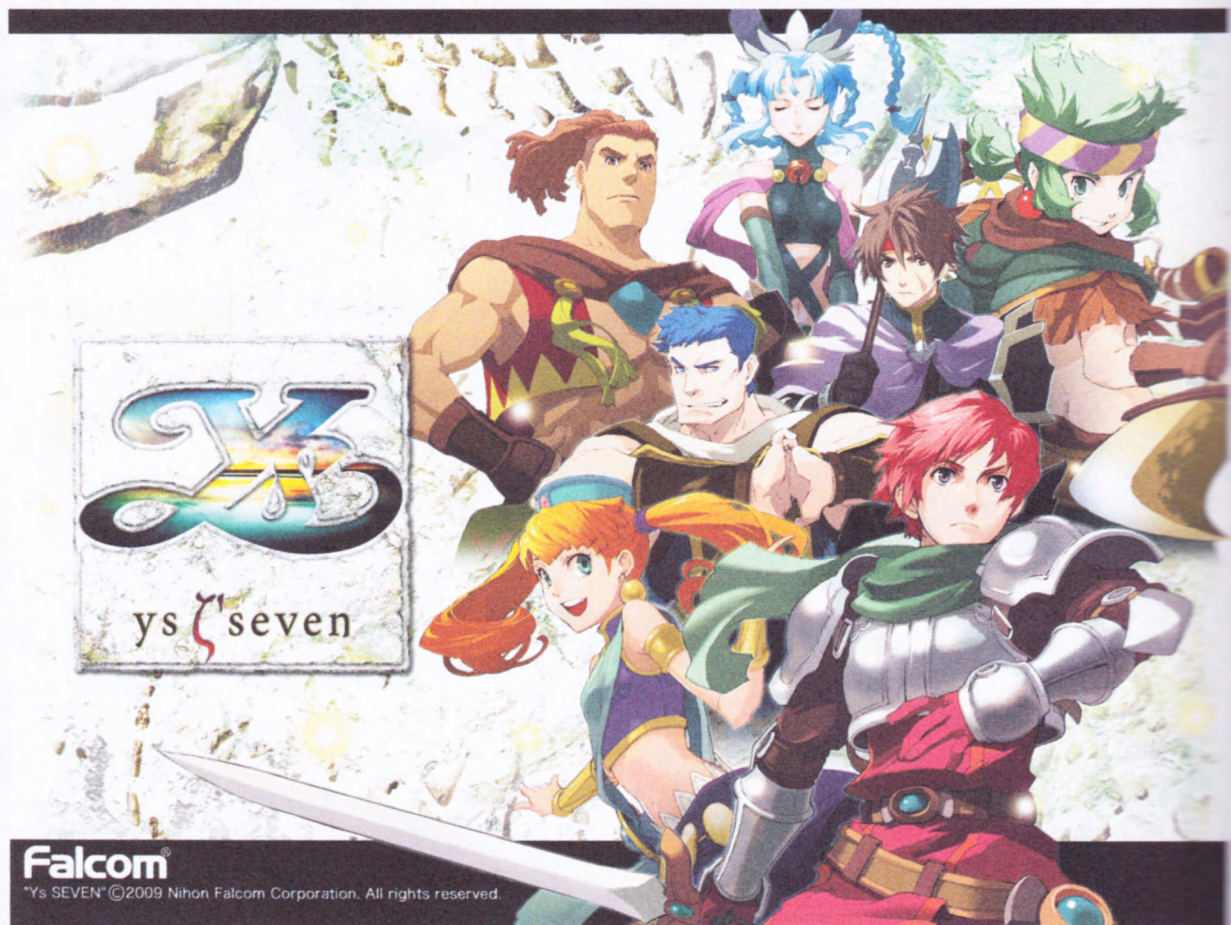 Ys
ys ζ' seven
Falcom®
"Ys SEVEN"©2009 Nihon Falcom Corporation. All rights reserved.